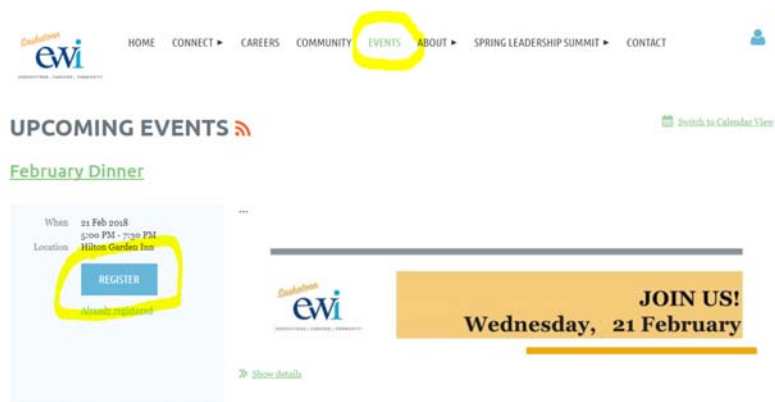 Saskatoon
ewi
HOME CONNECT ▸ CAREERS COMMUNITY EVENTS ABOUT ▸ SPRING LEADERSHIP SUMMIT ▸ CONTACT
UPCOMING EVENTS
Switch to Calendar View
February Dinner
When 21 Feb 2018
5:00 PM - 7:30 PM
Location Hilton Garden Inn
REGISTER
Already registered
...
Saskatoon
ewi
JOIN US!
Wednesday, 21 February
Show details